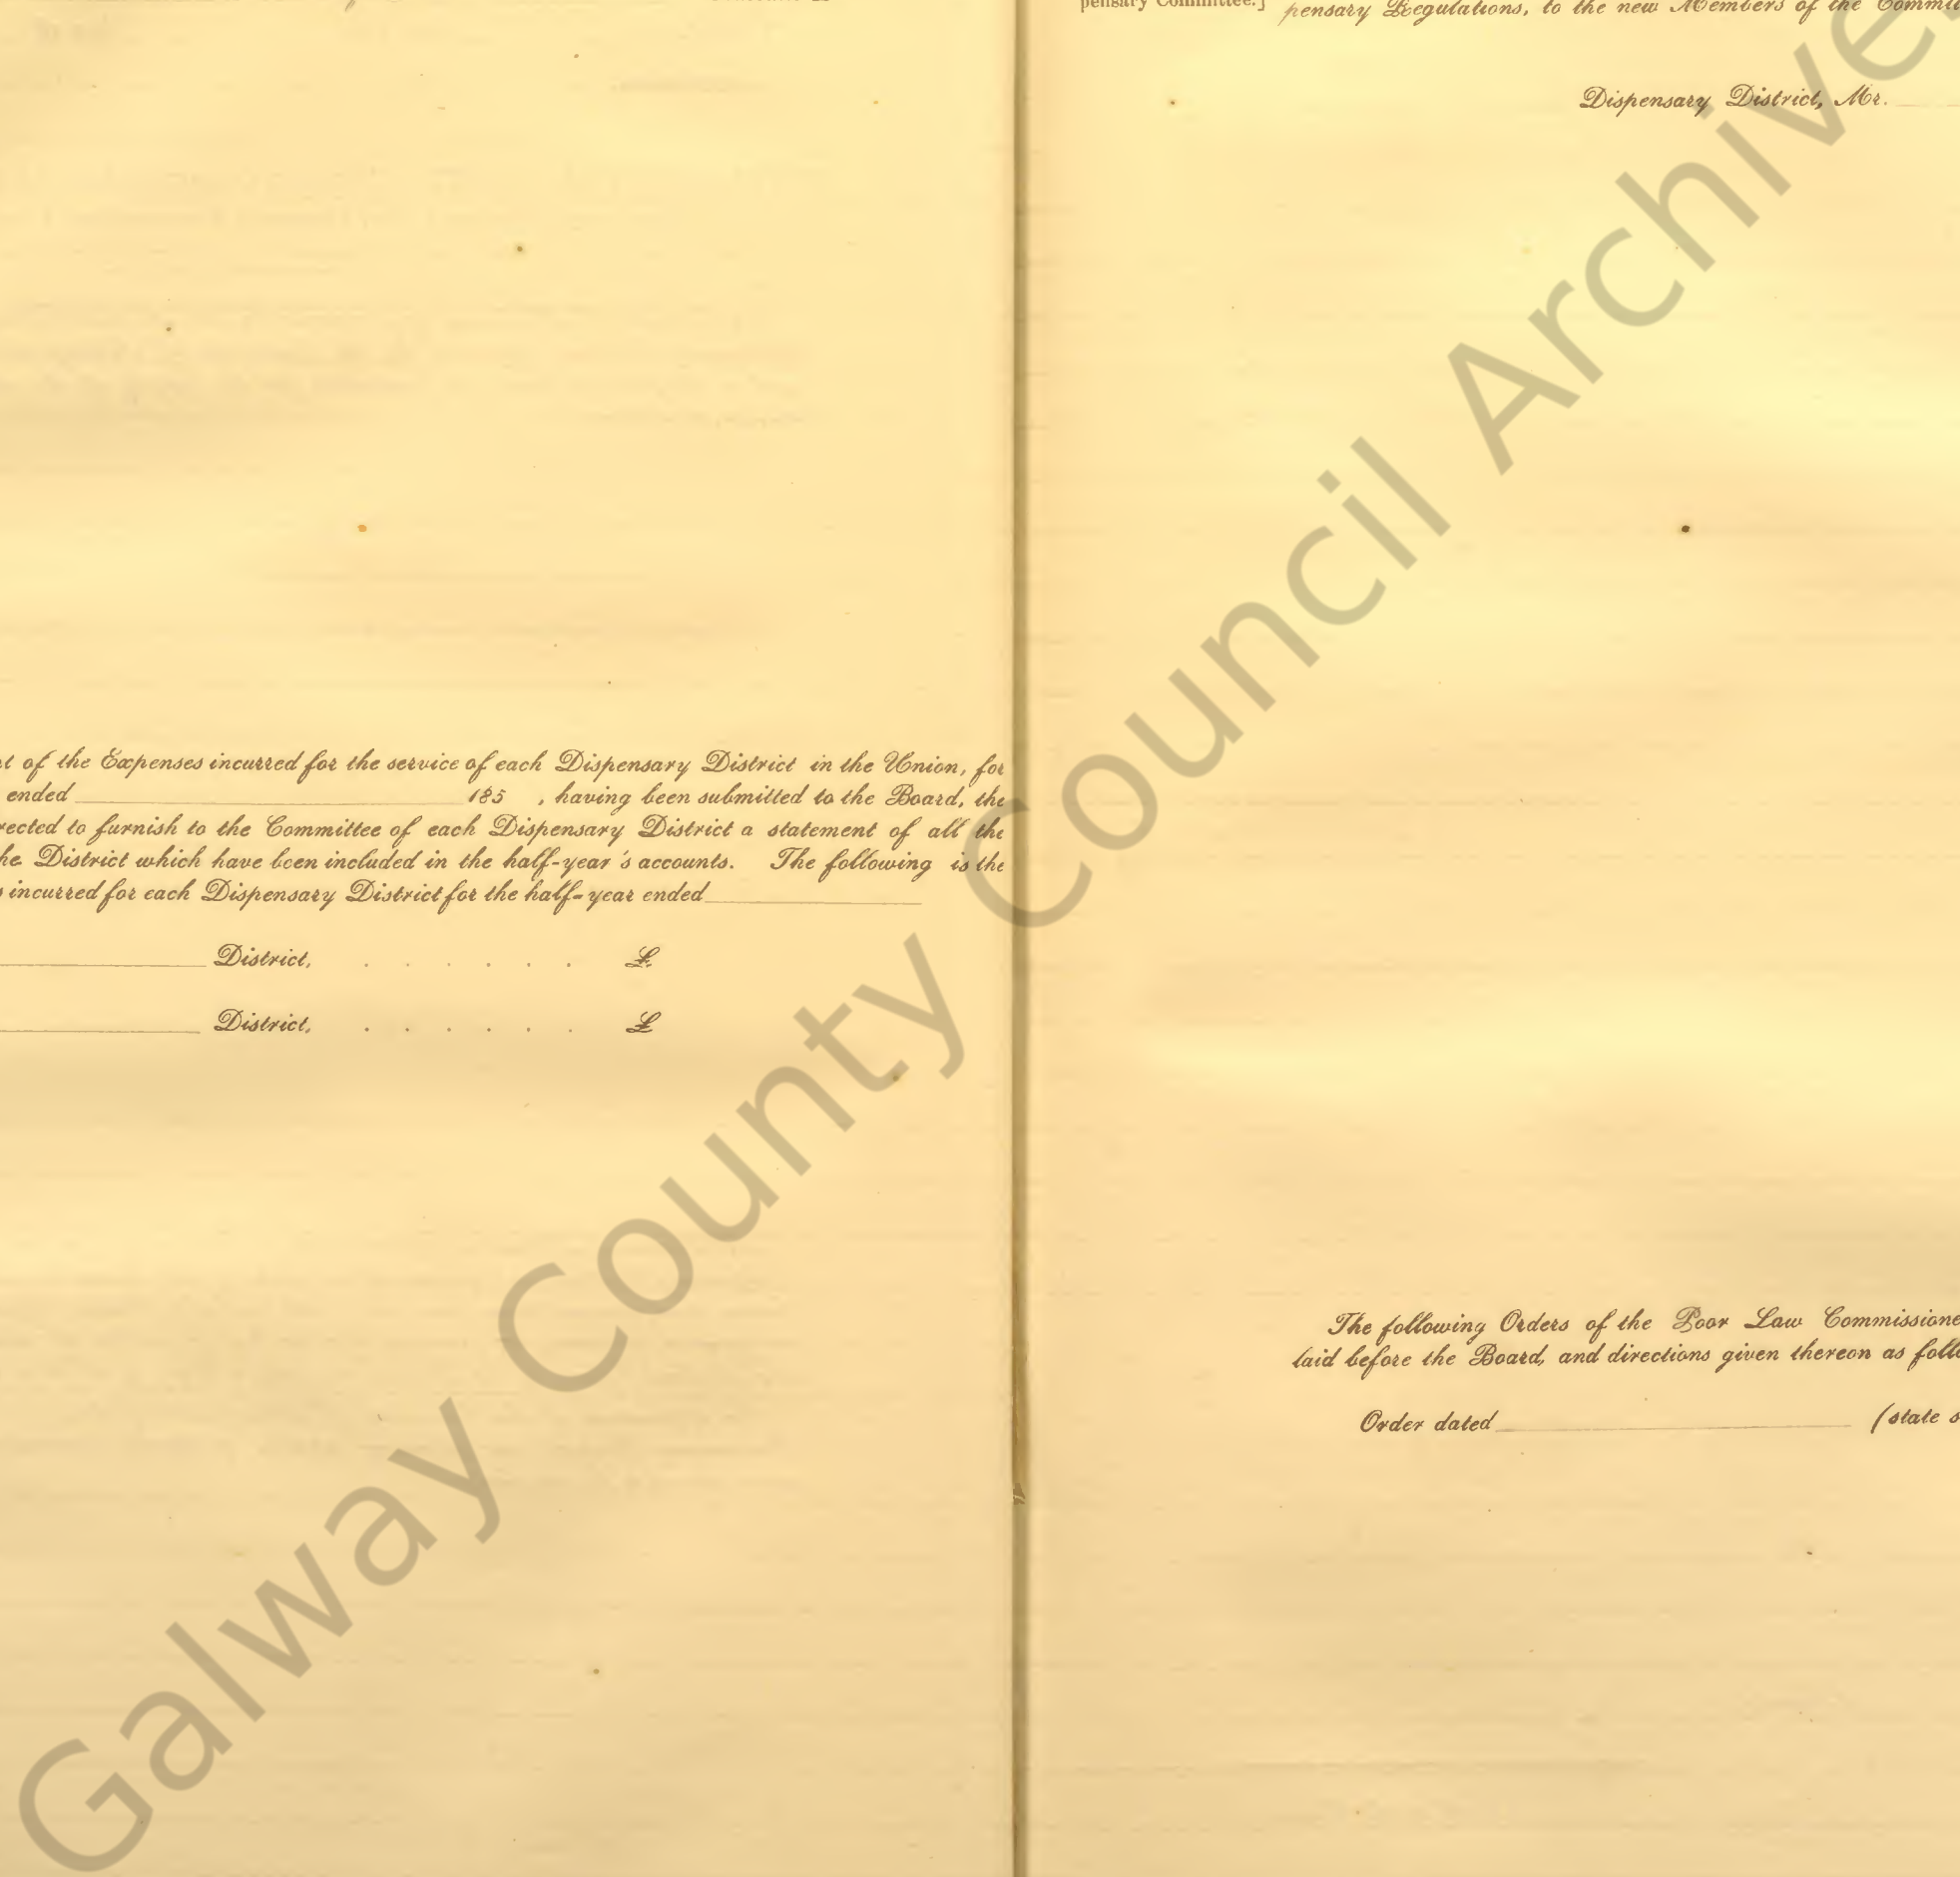 t of the Expenses incurred for the service of each Dispensary District in the Union, for
ended 185 , having been submitted to the Board, the
rected to furnish to the Committee of each Dispensary District a statement of all the
he District which have been included in the half-year's accounts. The following is the
s incurred for each Dispensary District for the half-year ended
District, . . . . . . £
District, . . . . . . £
pensary Committee.]
pensary Regulations, to the new Members of the Commit
Dispensary District, Mr.
The following Orders of the Poor Law Commissione
laid before the Board, and directions given thereon as follo
Order dated (state s
Galway County Council Archive